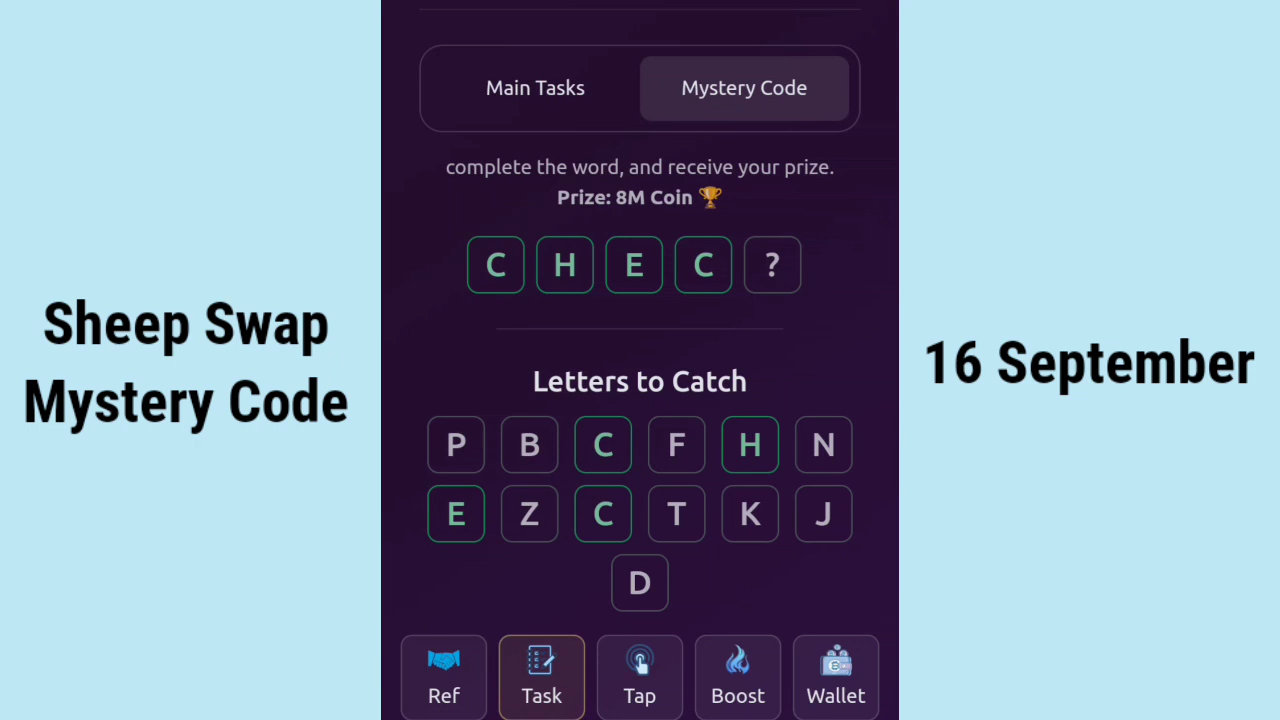 Main Tasks Mystery Code
complete the word, and receive your prize.
Prize: 8M Coin 🏆
C H E C ?
Letters to Catch
P B C F H N
E Z C T K J
D
Ref Task Tap Boost Wallet
Sheep Swap
Mystery Code
16 September